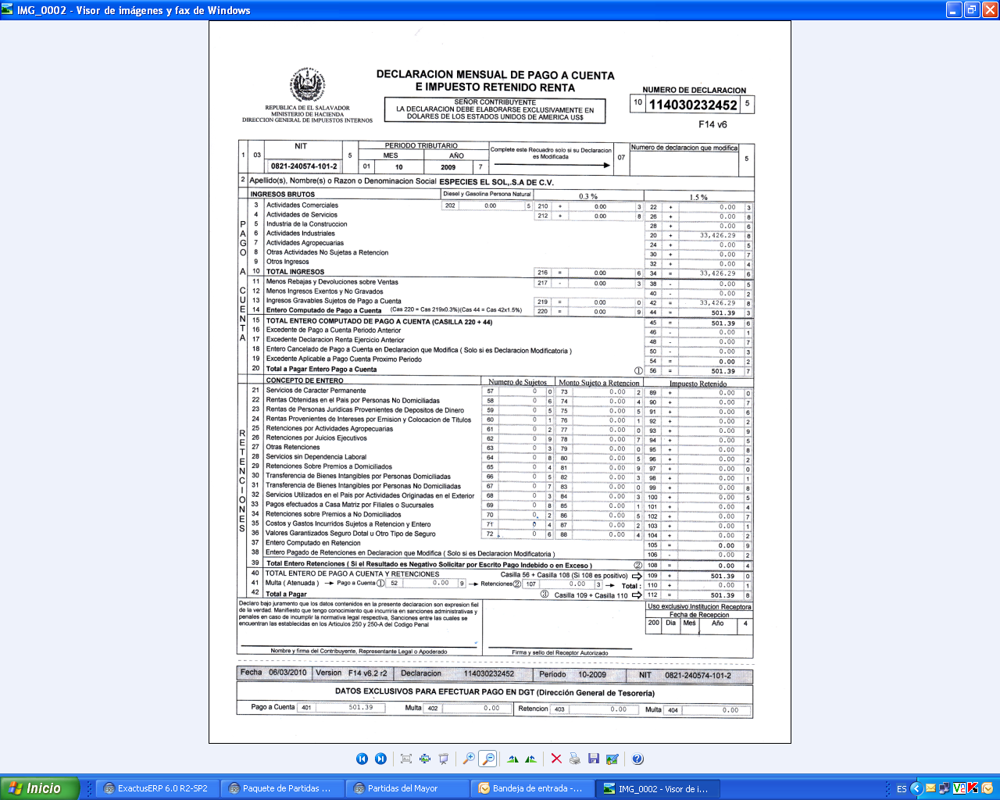 IMG_0002 - Visor de imágenes y fax de Windows
REPUBLICA DE EL SALAVADOR
MINISTERIO DE HACIENDA
DIRECCION GENERAL DE IMPUESTOS INTERNOS
DECLARACION MENSUAL DE PAGO A CUENTA
E IMPUESTO RETENIDO RENTA
SEÑOR CONTRIBUYENTE
LA DECLARACION DEBE ELABORARSE EXCLUSIVAMENTE EN
DOLARES DE LOS ESTADOS UNIDOS DE AMERICA US$
NUMERO DE DECLARACION
10 114030232452 5
F14 v6
1 03 NIT 0821-240574-101-2 5
PERIODO TRIBUTARIO
MES AÑO
01 10 2009 7
Complete este Recuadro solo si su Declaracion es Modificada
07 Numero de declaracion que modifica 5
2 Apellido(s), Nombre(s) o Razon o Denominacion Social ESPECIES EL SOL,.S.A DE C.V.
PAGO A CUENTA
INGRESOS BRUTOS Diesel y Gasolina Persona Natural 0.3 % 1.5 %
3 Actividades Comerciales 202 0.00 5 210 + 0.00 3 22 + 0.00 3
4 Actividades de Servicios 212 + 0.00 8 26 + 0.00 8
5 Industria de la Construccion 28 + 0.00 6
6 Actividades Industriales 20 + 33,426.29 8
7 Actividades Agropecuarias 24 + 0.00 5
8 Otras Actividades No Sujetas a Retencion 30 + 0.00 7
9 Otros Ingresos 32 + 0.00 4
10 TOTAL INGRESOS 216 = 0.00 6 34 = 33,426.29 6
11 Menos Rebajas y Devoluciones sobre Ventas 217 - 0.00 3 38 - 0.00 5
12 Menos Ingresos Exentos y No Gravados 40 - 0.00 2
13 Ingresos Gravables Sujetos de Pago a Cuenta 219 = 0.00 0 42 = 33,426.29 8
14 Entero Computado de Pago a Cuenta (Cas 220 = Cas 219x0.3%)(Cas 44 = Cas 42x1.5%) 220 = 0.00 9 44 = 501.39 3
15 TOTAL ENTERO COMPUTADO DE PAGO A CUENTA (CASILLA 220 + 44) 45 = 501.39 6
16 Excedente de Pago a Cuenta Periodo Anterior 46 - 0.00 1
17 Excedente Declaracion Renta Ejercicio Anterior 48 - 0.00 7
18 Entero Cancelado de Pago a Cuenta en Declaracion que Modifica ( Solo si es Declaracion Modificatoria ) 50 - 0.00 3
19 Excedente Aplicable a Pago Cuenta Proximo Periodo 54 = 0.00 2
20 Total a Pagar Entero Pago a Cuenta ① 56 = 501.39 7
RETENCIONES
CONCEPTO DE ENTERO Numero de Sujetos Monto Sujeto a Retencion Impuesto Retenido
21 Servicios de Caracter Permanente 57 0 0 73 0.00 2 89 + 0.00 0
22 Rentas Obtenidas en el Pais por Personas No Domiciliadas 58 0 6 74 0.00 4 90 + 0.00 7
23 Rentas de Personas Juridicas Provenientes de Depositos de Dinero 59 0 5 75 0.00 5 91 + 0.00 6
24 Rentas Provenientes de Intereses por Emision y Colocacion de Titulos 60 0 1 76 0.00 1 92 + 0.00 2
25 Retenciones por Actividades Agropecuarias 61 0 2 77 0.00 0 93 + 0.00 9
26 Retenciones por Juicios Ejecutivos 62 0 9 78 0.00 7 94 + 0.00 5
27 Otras Retenciones 63 0 3 79 0.00 0 95 + 0.00 8
28 Servicios sin Dependencia Laboral 64 0 8 80 0.00 5 96 + 0.00 2
29 Retenciones Sobre Premios a Domiciliados 65 0 4 81 0.00 9 97 + 0.00 0
30 Transferencia de Bienes Intangibles por Personas Domiciliadas 66 0 5 82 0.00 3 98 + 0.00 1
31 Transferencia de Bienes Intangibles por Personas No Domiciliadas 67 0 7 83 0.00 0 99 + 0.00 8
32 Servicios Utilizados en el Pais por Actividades Originadas en el Exterior 68 0 3 84 0.00 3 100 + 0.00 5
33 Pagos efectuados a Casa Matriz por Filiales o Sucursales 69 0 8 85 0.00 1 101 + 0.00 4
34 Retenciones sobre Premios a No Domiciliados 70 0 2 86 0.00 5 102 + 0.00 7
35 Costos y Gastos Incurridos Sujetos a Retencion y Entero 71 0 4 87 0.00 2 103 + 0.00 1
36 Valores Garantizados Seguro Dotal u Otro Tipo de Seguro 72 0 6 88 0.00 4 104 + 0.00 2
37 Entero Computado en Retencion 105 = 0.00 9
38 Entero Pagado de Retenciones en Declaracion que Modifica ( Solo si es Declaracion Modificatoria ) 106 - 0.00 2
39 Total Entero Retenciones ( Si el Resultado es Negativo Solicitar por Escrito Pago Indebido o en Exceso ) ② 108 = 0.00 4
40 TOTAL ENTERO DE PAGO A CUENTA Y RETENCIONES Casilla 56 + Casilla 108 (Si 108 es positivo) 109 + 501.39 0
41 Multa ( Atenuada ) Pago a Cuenta ① 52 0.00 9 Retenciones ② 107 0.00 3 Total : 110 + 0.00 1
42 Total a Pagar ③ Casilla 109 + Casilla 110 112 = 501.39 8
Declaro bajo juramento que los datos contenidos en la presente declaracion son expresion fiel
de la verdad. Manifiesto que tengo conocimiento que incurriria en sanciones administrativas y
penales en caso de incumplir la normativa legal respectiva, Sanciones entre las cuales se
encuentran las establecidas en los Articulos 250 y 250-A del Codigo Penal
Nombre y firma del Contribuyente, Representante Legal o Apoderado
Firma y sello del Receptor Autorizado
Uso exclusivo Institucion Receptora
Fecha de Recepcion
200 Dia Mes Año 4
Fecha 06/03/2010 Version F14 v6.2 r2 Declaracion 114030232452 Periodo 10-2009 NIT 0821-240574-101-2
DATOS EXCLUSIVOS PARA EFECTUAR PAGO EN DGT (Dirección General de Tesorería)
Pago a Cuenta 401 501.39 Multa 402 0.00 Retencion 403 0.00 Multa 404 0.00
Inicio ExactusERP 6.0 R2-SP2 Paquete de Partidas ... Partidas del Mayor Bandeja de entrada -... IMG_0002 - Visor de i... ES